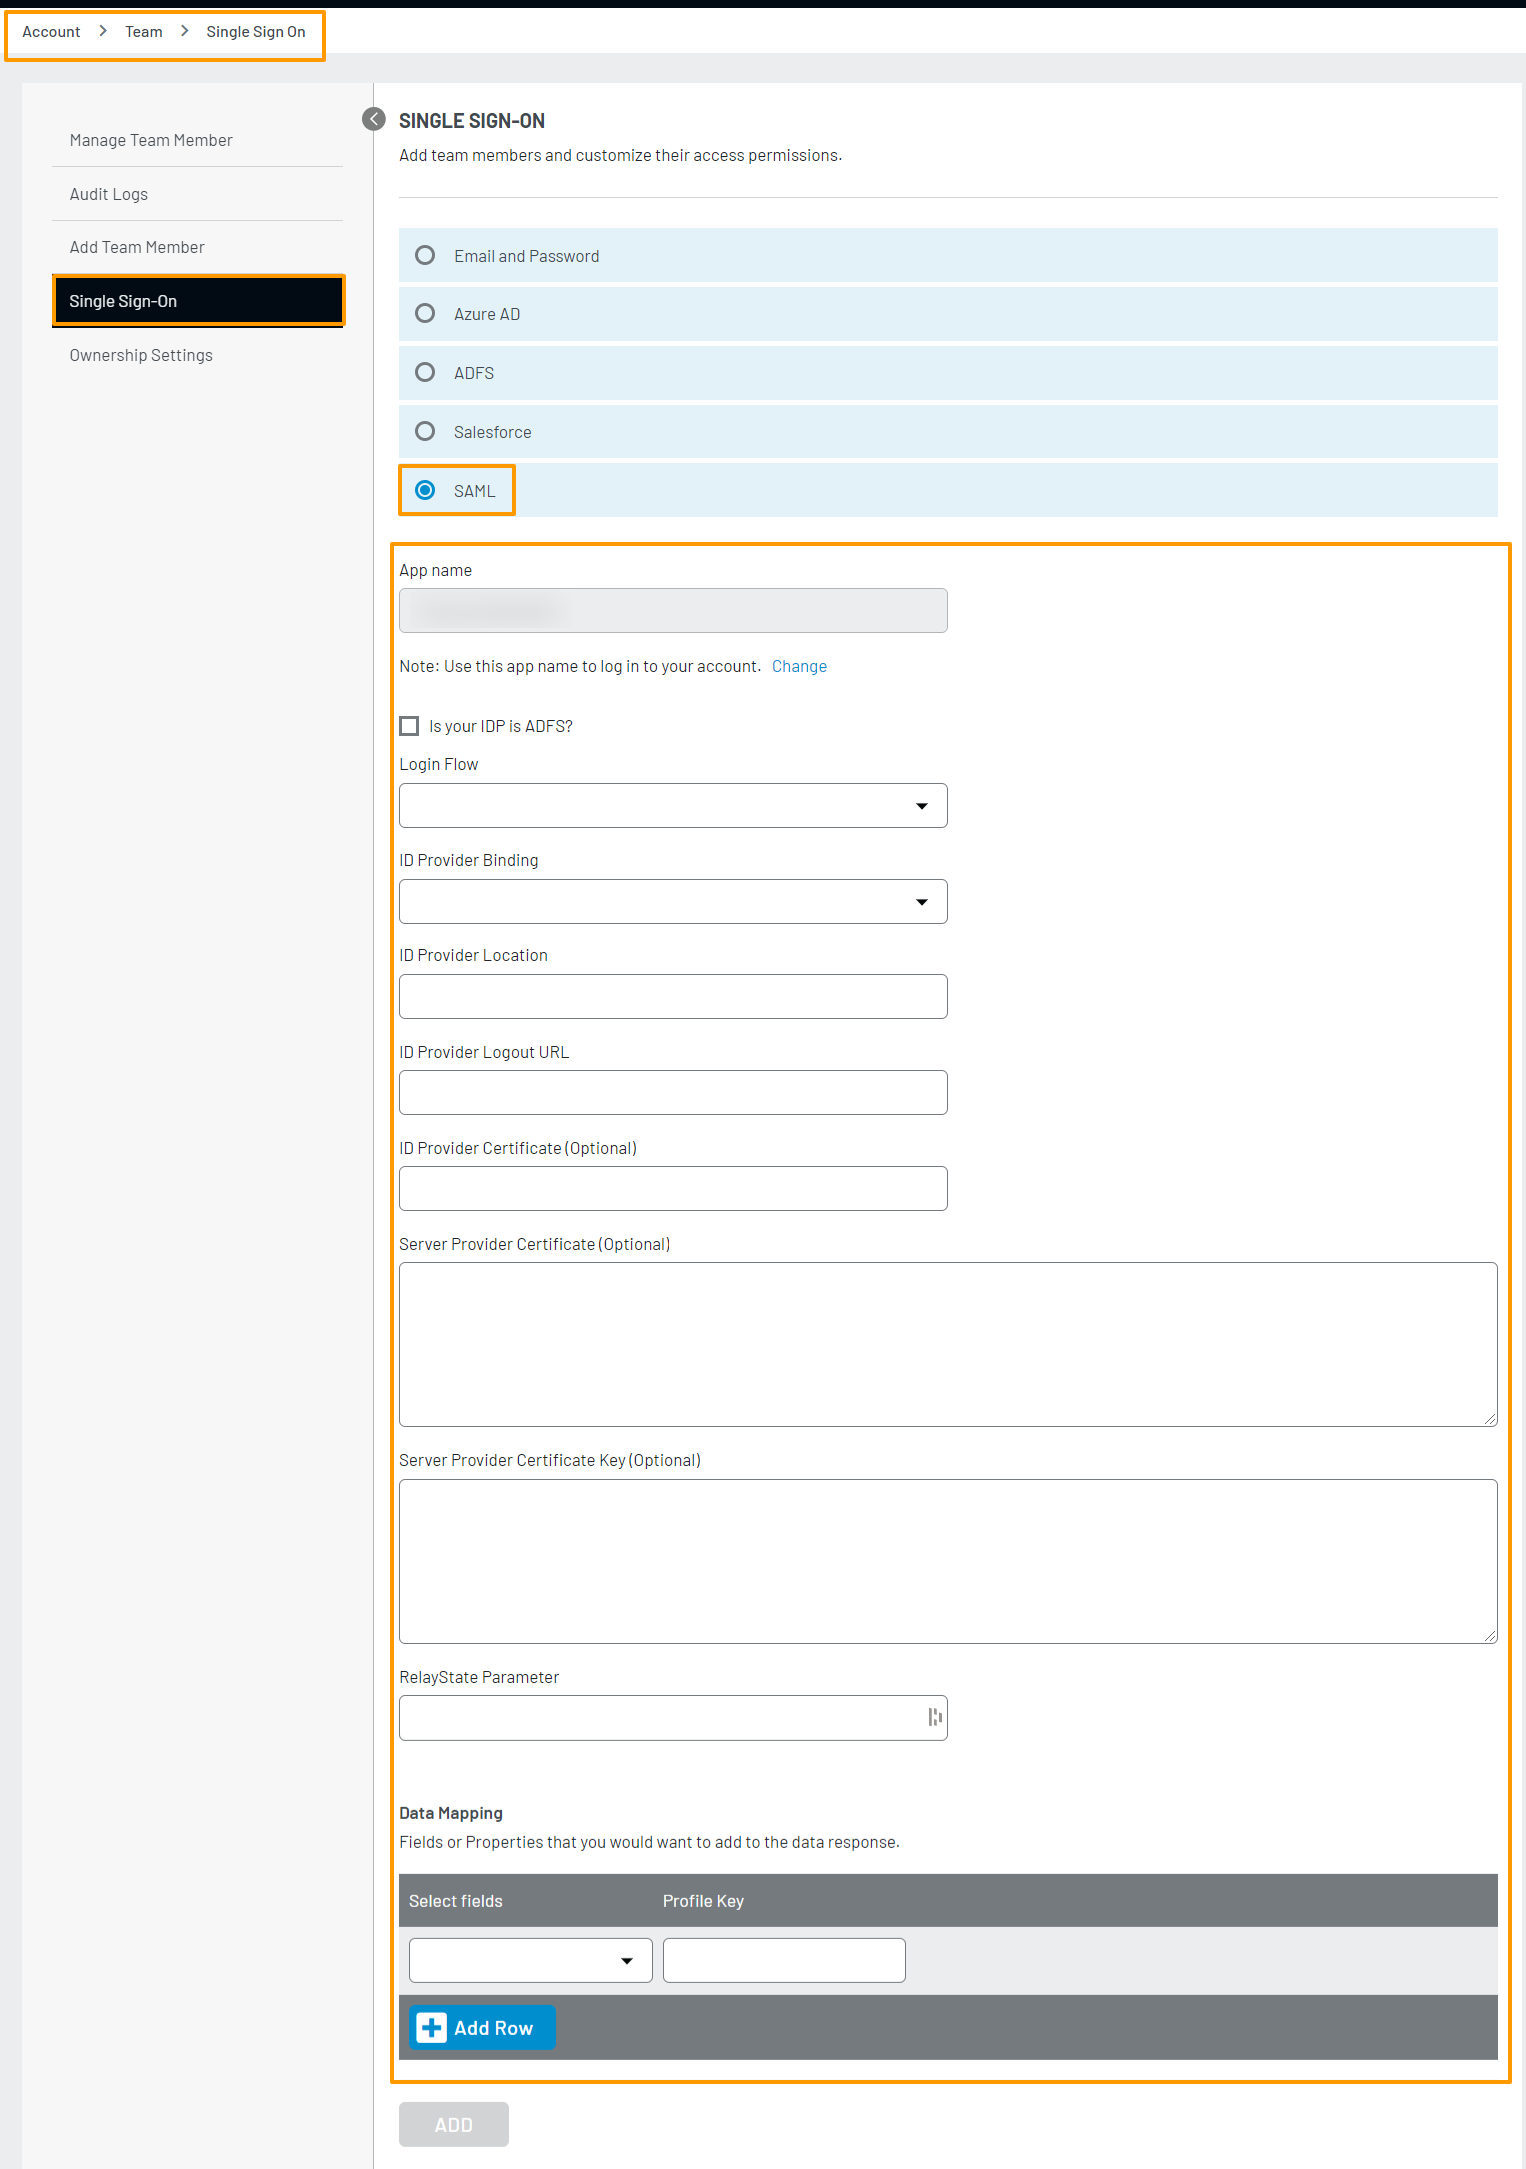 Account > Team > Single Sign On
Manage Team Member
Audit Logs
Add Team Member
Single Sign-On
Ownership Settings
SINGLE SIGN-ON
Add team members and customize their access permissions.
Email and Password
Azure AD
ADFS
Salesforce
SAML
App name
Note: Use this app name to log in to your account. Change
Is your IDP is ADFS?
Login Flow
ID Provider Binding
ID Provider Location
ID Provider Logout URL
ID Provider Certificate (Optional)
Server Provider Certificate (Optional)
Server Provider Certificate Key (Optional)
RelayState Parameter
Data Mapping
Fields or Properties that you would want to add to the data response.
Select fields Profile Key
Add Row
ADD